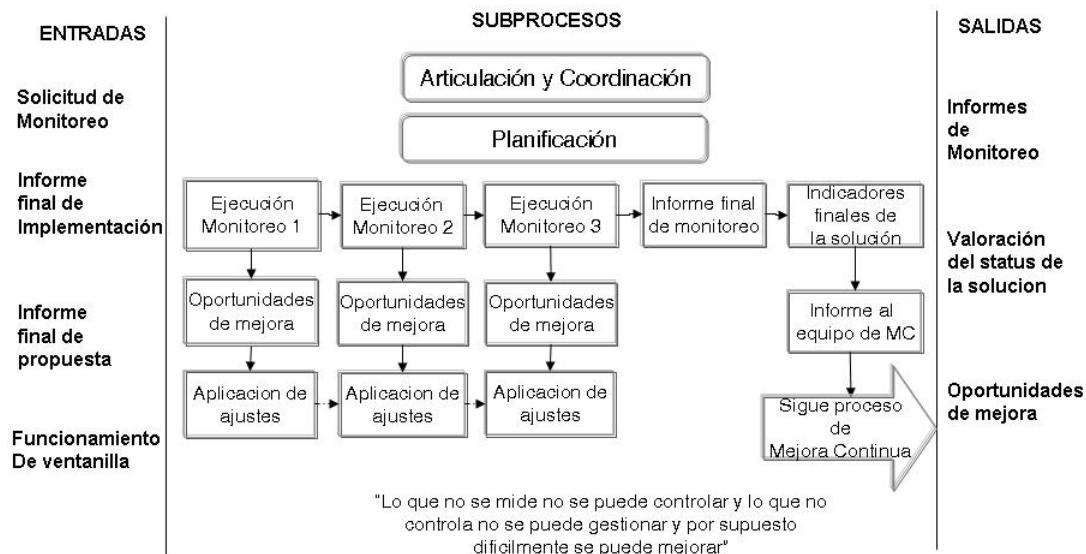 ENTRADAS
SUBPROCESOS
SALIDAS
Articulación y Coordinación
Planificación
Solicitud de
Monitoreo
Informe
final de
Implementación
Informe
final de
propuesta
Funcionamiento
De ventanilla
Ejecución
Monitoreo 1
Ejecución
Monitoreo 2
Ejecución
Monitoreo 3
Informe final
de monitoreo
Indicadores
finales de
la solución
Oportunidades
de mejora
Oportunidades
de mejora
Oportunidades
de mejora
Informe al
equipo de MC
Aplicacion de
ajustes
Aplicacion de
ajustes
Aplicacion de
ajustes
Sigue proceso
de
Mejora Continua
Informes
de
Monitoreo
Valoración
del status de
la solucion
Oportunidades
de mejora
"Lo que no se mide no se puede controlar y lo que no
controla no se puede gestionar y por supuesto
dificilmente se puede mejorar"